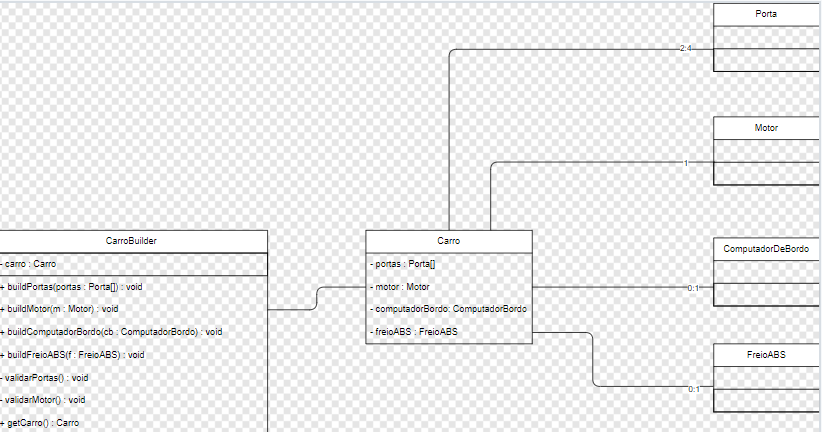 Porta
2:4
Motor
1
CarroBuilder
- carro : Carro
+ buildPortas(portas : Porta[]) : void
+ buildMotor(m : Motor) : void
+ buildComputadorBordo(cb : ComputadorBordo) : void
+ buildFreioABS(f : FreioABS) : void
- validarPortas() : void
- validarMotor() : void
+ getCarro() : Carro
Carro
- portas : Porta[]
- motor : Motor
- computadorBordo: ComputadorBordo
- freioABS : FreioABS
ComputadorDeBordo
0:1
FreioABS
0:1